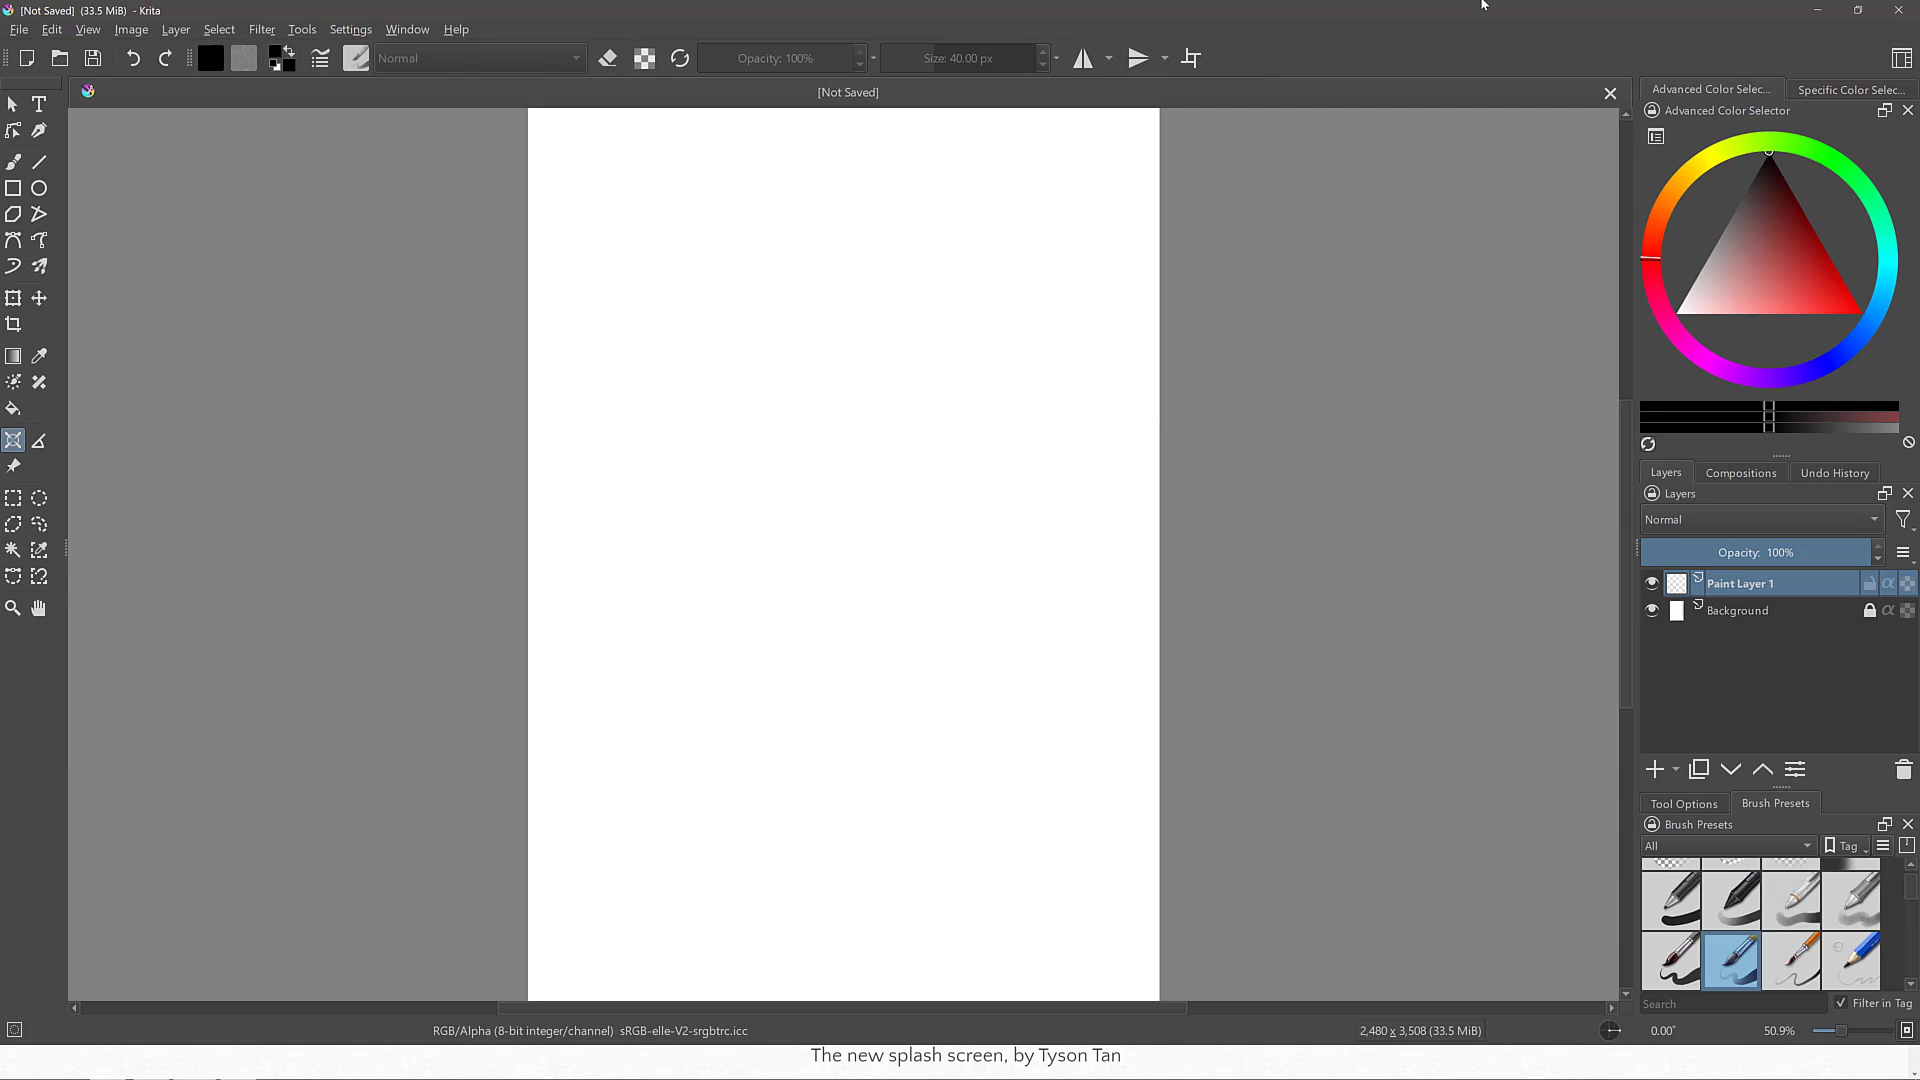 [Not Saved] (33.5 MiB) - Krita
File Edit View Image Layer Select Filter Tools Settings Window Help
Normal
Opacity: 100%
Size: 40.00 px
[Not Saved]
Advanced Color Selec...
Specific Color Selec...
Advanced Color Selector
Layers
Compositions
Undo History
Layers
Normal
Opacity: 100%
Paint Layer 1
Background
Tool Options
Brush Presets
Brush Presets
All
Tag
Search
Filter in Tag
RGB/Alpha (8-bit integer/channel) sRGB-elle-V2-srgbtrc.icc
2,480 x 3,508 (33.5 MiB)
0.00°
50.9%
The new splash screen, by Tyson Tan